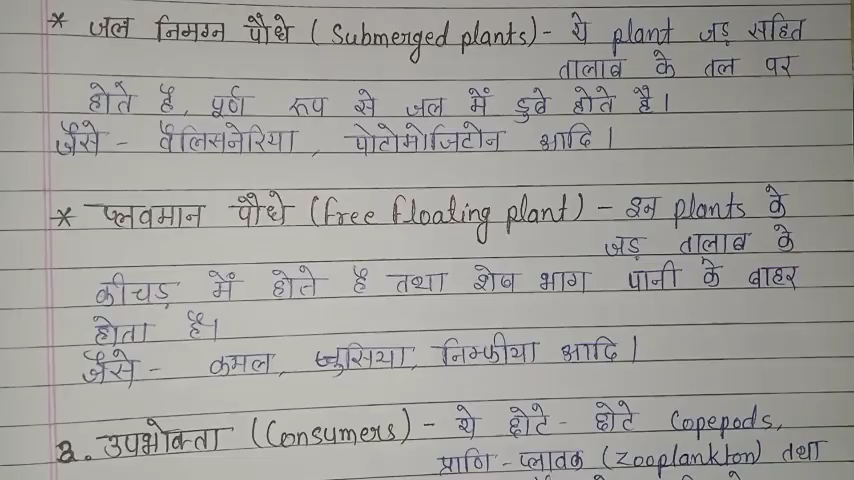 * जल निमग्न पौधे (Submerged plants) - ये plant जड़ सहित
तालाब के तल पर
होते है, पूर्ण रूप से जल में डुबे होते है।
जैसे - वैलिसनेरिया, पोटोमोजिटोन आदि।
* प्लवमान पौधे (free floating plant) - इन plants के
जड़ तालाब के
कीचड़ में होते है तथा शेष भाग पानी के बाहर
होता है।
जैसे - कमल, ज्युसिया, निम्फीया आदि।
2. उपभोक्ता (Consumers) - ये छोटे - छोटे Copepods,
प्राणि - प्लावक (zooplankton) तथा